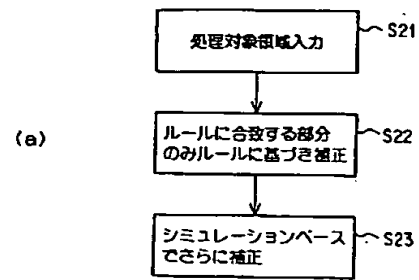 処理対象領域入力
S21
(a)
ルールに合致する部分
のみルールに基づき補正
S22
シミュレーションベース
でさらに補正
S23